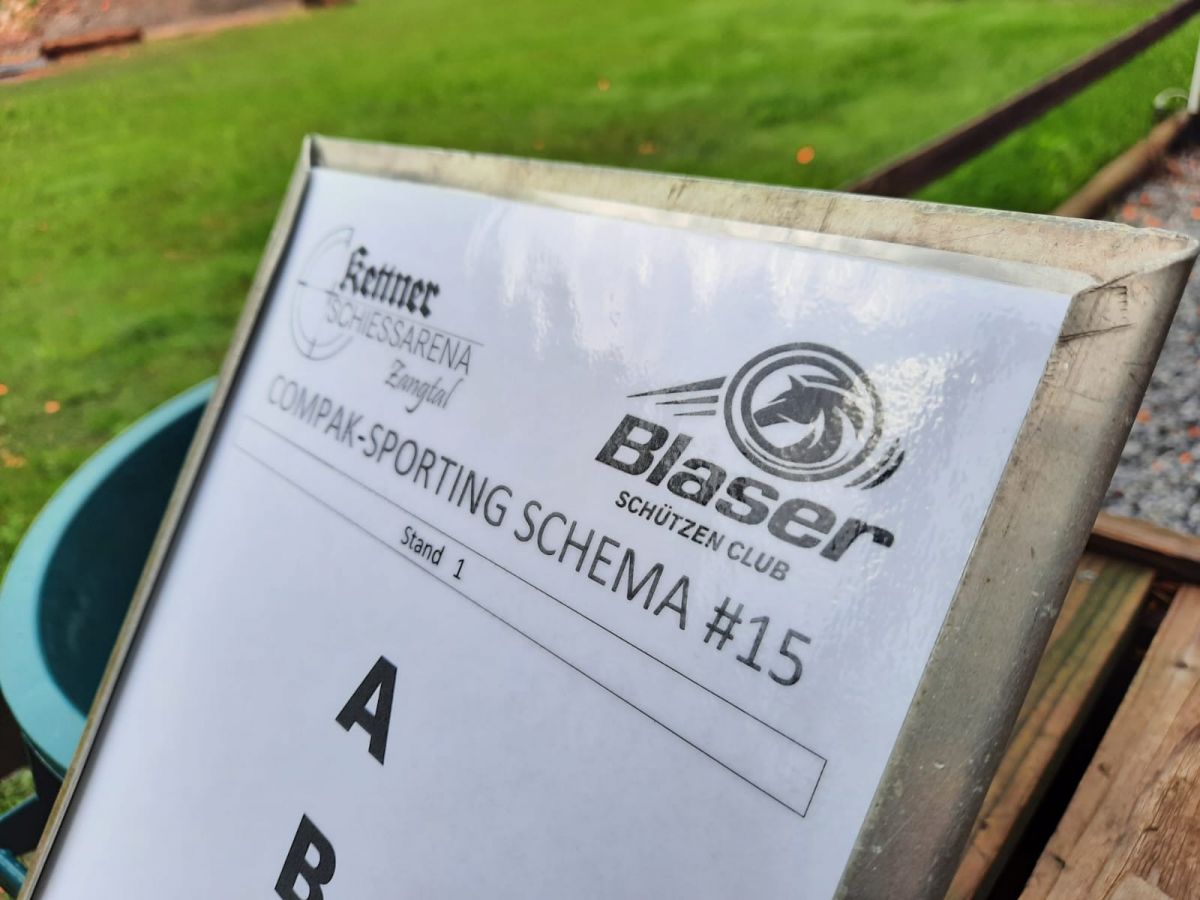 Kettner
SCHIESSARENA
Zangtal
Blaser
SCHÜTZEN CLUB
COMPAK-SPORTING SCHEMA #15
Stand 1
A
B